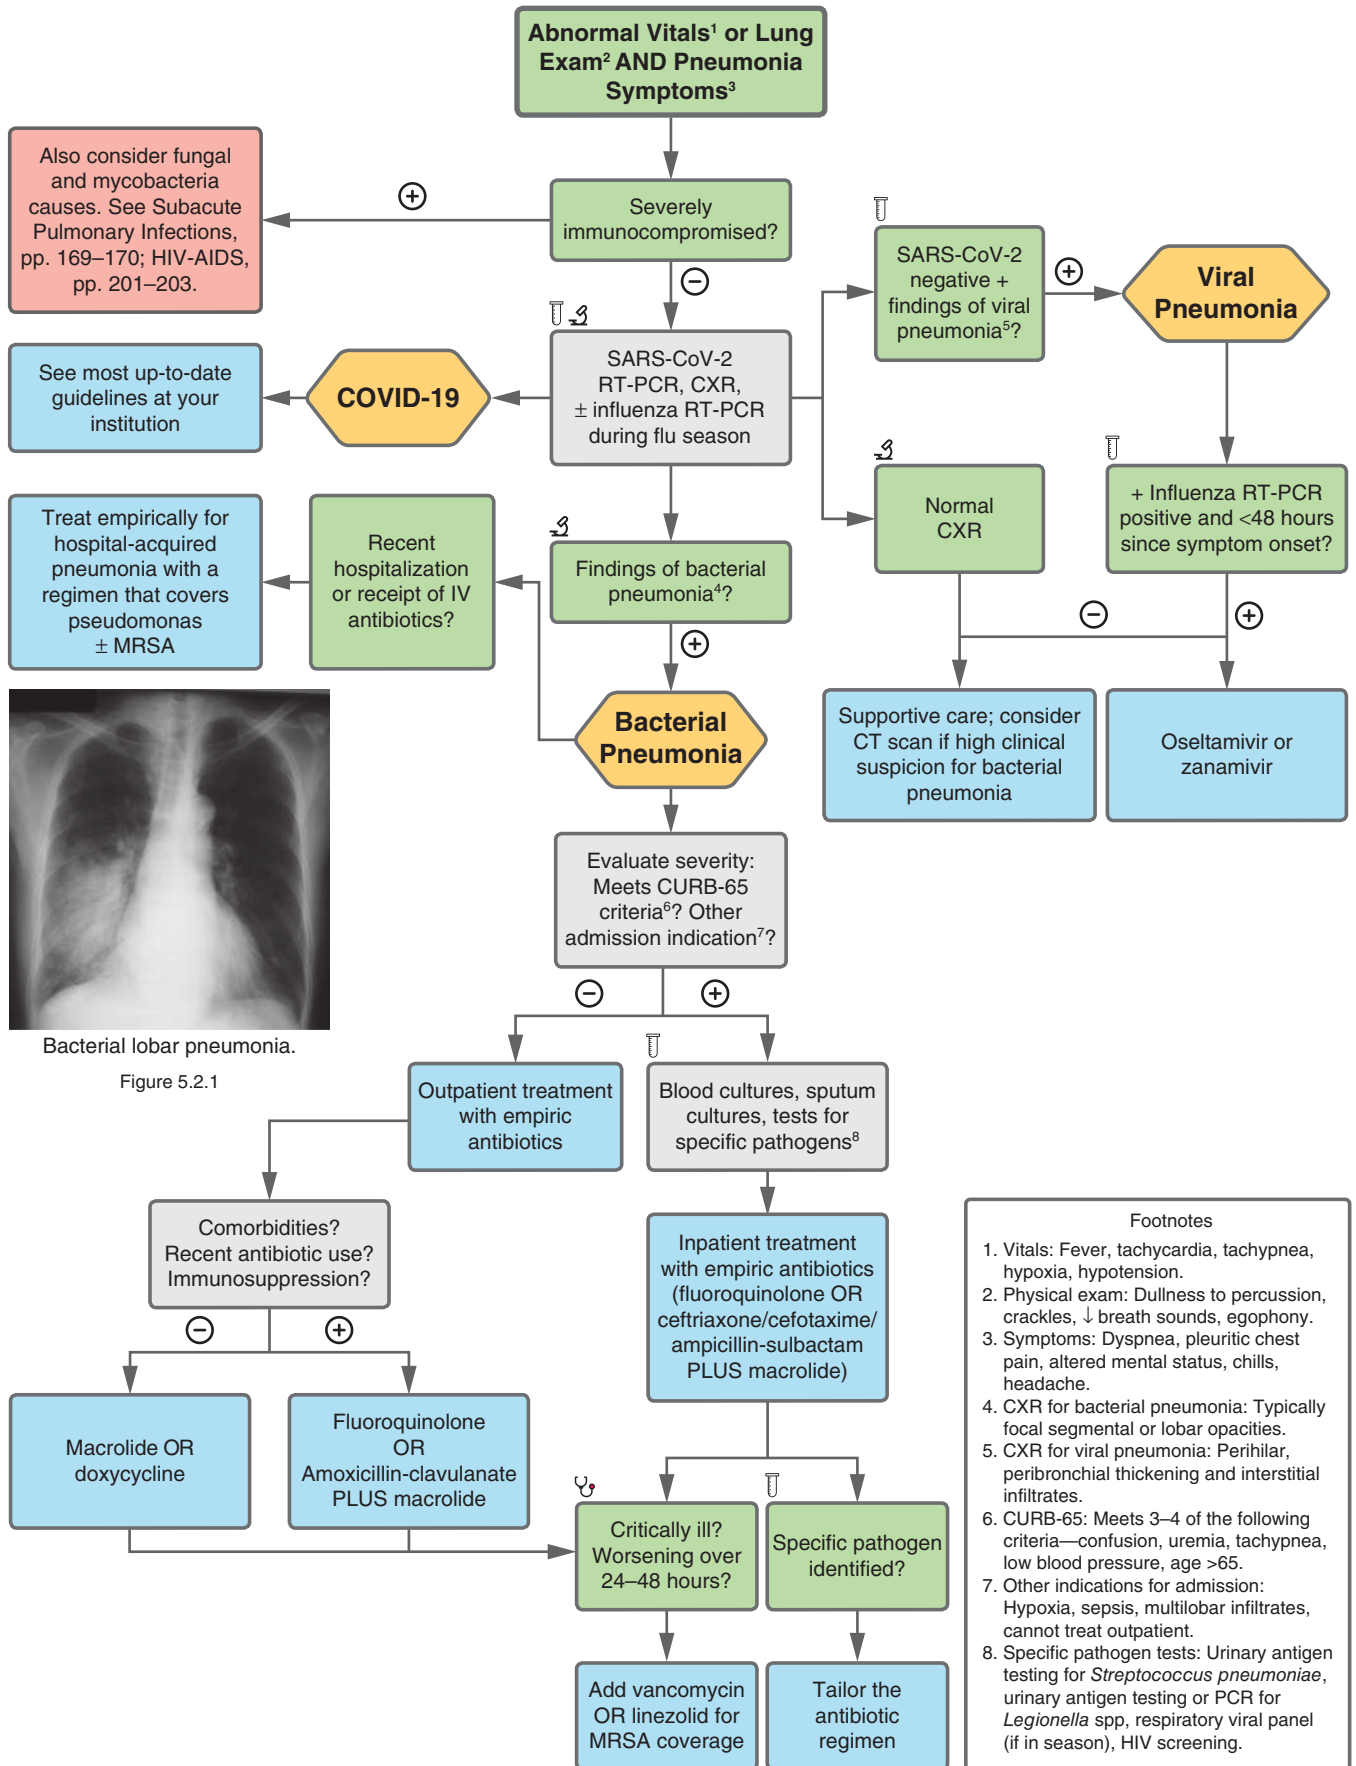 Abnormal Vitals¹ or Lung
Exam² AND Pneumonia
Symptoms³
Also consider fungal
and mycobacteria
causes. See Subacute
Pulmonary Infections,
pp. 169–170; HIV-AIDS,
pp. 201–203.
+
Severely
immunocompromised?
−
SARS-CoV-2
negative +
findings of viral
pneumonia⁵?
+
Viral
Pneumonia
See most up-to-date
guidelines at your
institution
COVID-19
SARS-CoV-2
RT-PCR, CXR,
± influenza RT-PCR
during flu season
Normal
CXR
+ Influenza RT-PCR
positive and <48 hours
since symptom onset?
Treat empirically for
hospital-acquired
pneumonia with a
regimen that covers
pseudomonas
± MRSA
Recent
hospitalization
or receipt of IV
antibiotics?
Findings of bacterial
pneumonia⁴?
+
−
+
Bacterial
Pneumonia
Supportive care; consider
CT scan if high clinical
suspicion for bacterial
pneumonia
Oseltamivir or
zanamivir
Evaluate severity:
Meets CURB-65
criteria⁶? Other
admission indication⁷?
−
+
Bacterial lobar pneumonia.
Figure 5.2.1
Outpatient treatment
with empiric
antibiotics
Blood cultures, sputum
cultures, tests for
specific pathogens⁸
Comorbidities?
Recent antibiotic use?
Immunosuppression?
−
+
Inpatient treatment
with empiric antibiotics
(fluoroquinolone OR
ceftriaxone/cefotaxime/
ampicillin-sulbactam
PLUS macrolide)
Macrolide OR
doxycycline
Fluoroquinolone
OR
Amoxicillin-clavulanate
PLUS macrolide
Critically ill?
Worsening over
24–48 hours?
Specific pathogen
identified?
Add vancomycin
OR linezolid for
MRSA coverage
Tailor the
antibiotic
regimen
Footnotes
1. Vitals: Fever, tachycardia, tachypnea,
hypoxia, hypotension.
2. Physical exam: Dullness to percussion,
crackles, ↓ breath sounds, egophony.
3. Symptoms: Dyspnea, pleuritic chest
pain, altered mental status, chills,
headache.
4. CXR for bacterial pneumonia: Typically
focal segmental or lobar opacities.
5. CXR for viral pneumonia: Perihilar,
peribronchial thickening and interstitial
infiltrates.
6. CURB-65: Meets 3–4 of the following
criteria—confusion, uremia, tachypnea,
low blood pressure, age >65.
7. Other indications for admission:
Hypoxia, sepsis, multilobar infiltrates,
cannot treat outpatient.
8. Specific pathogen tests: Urinary antigen
testing for Streptococcus pneumoniae,
urinary antigen testing or PCR for
Legionella spp, respiratory viral panel
(if in season), HIV screening.